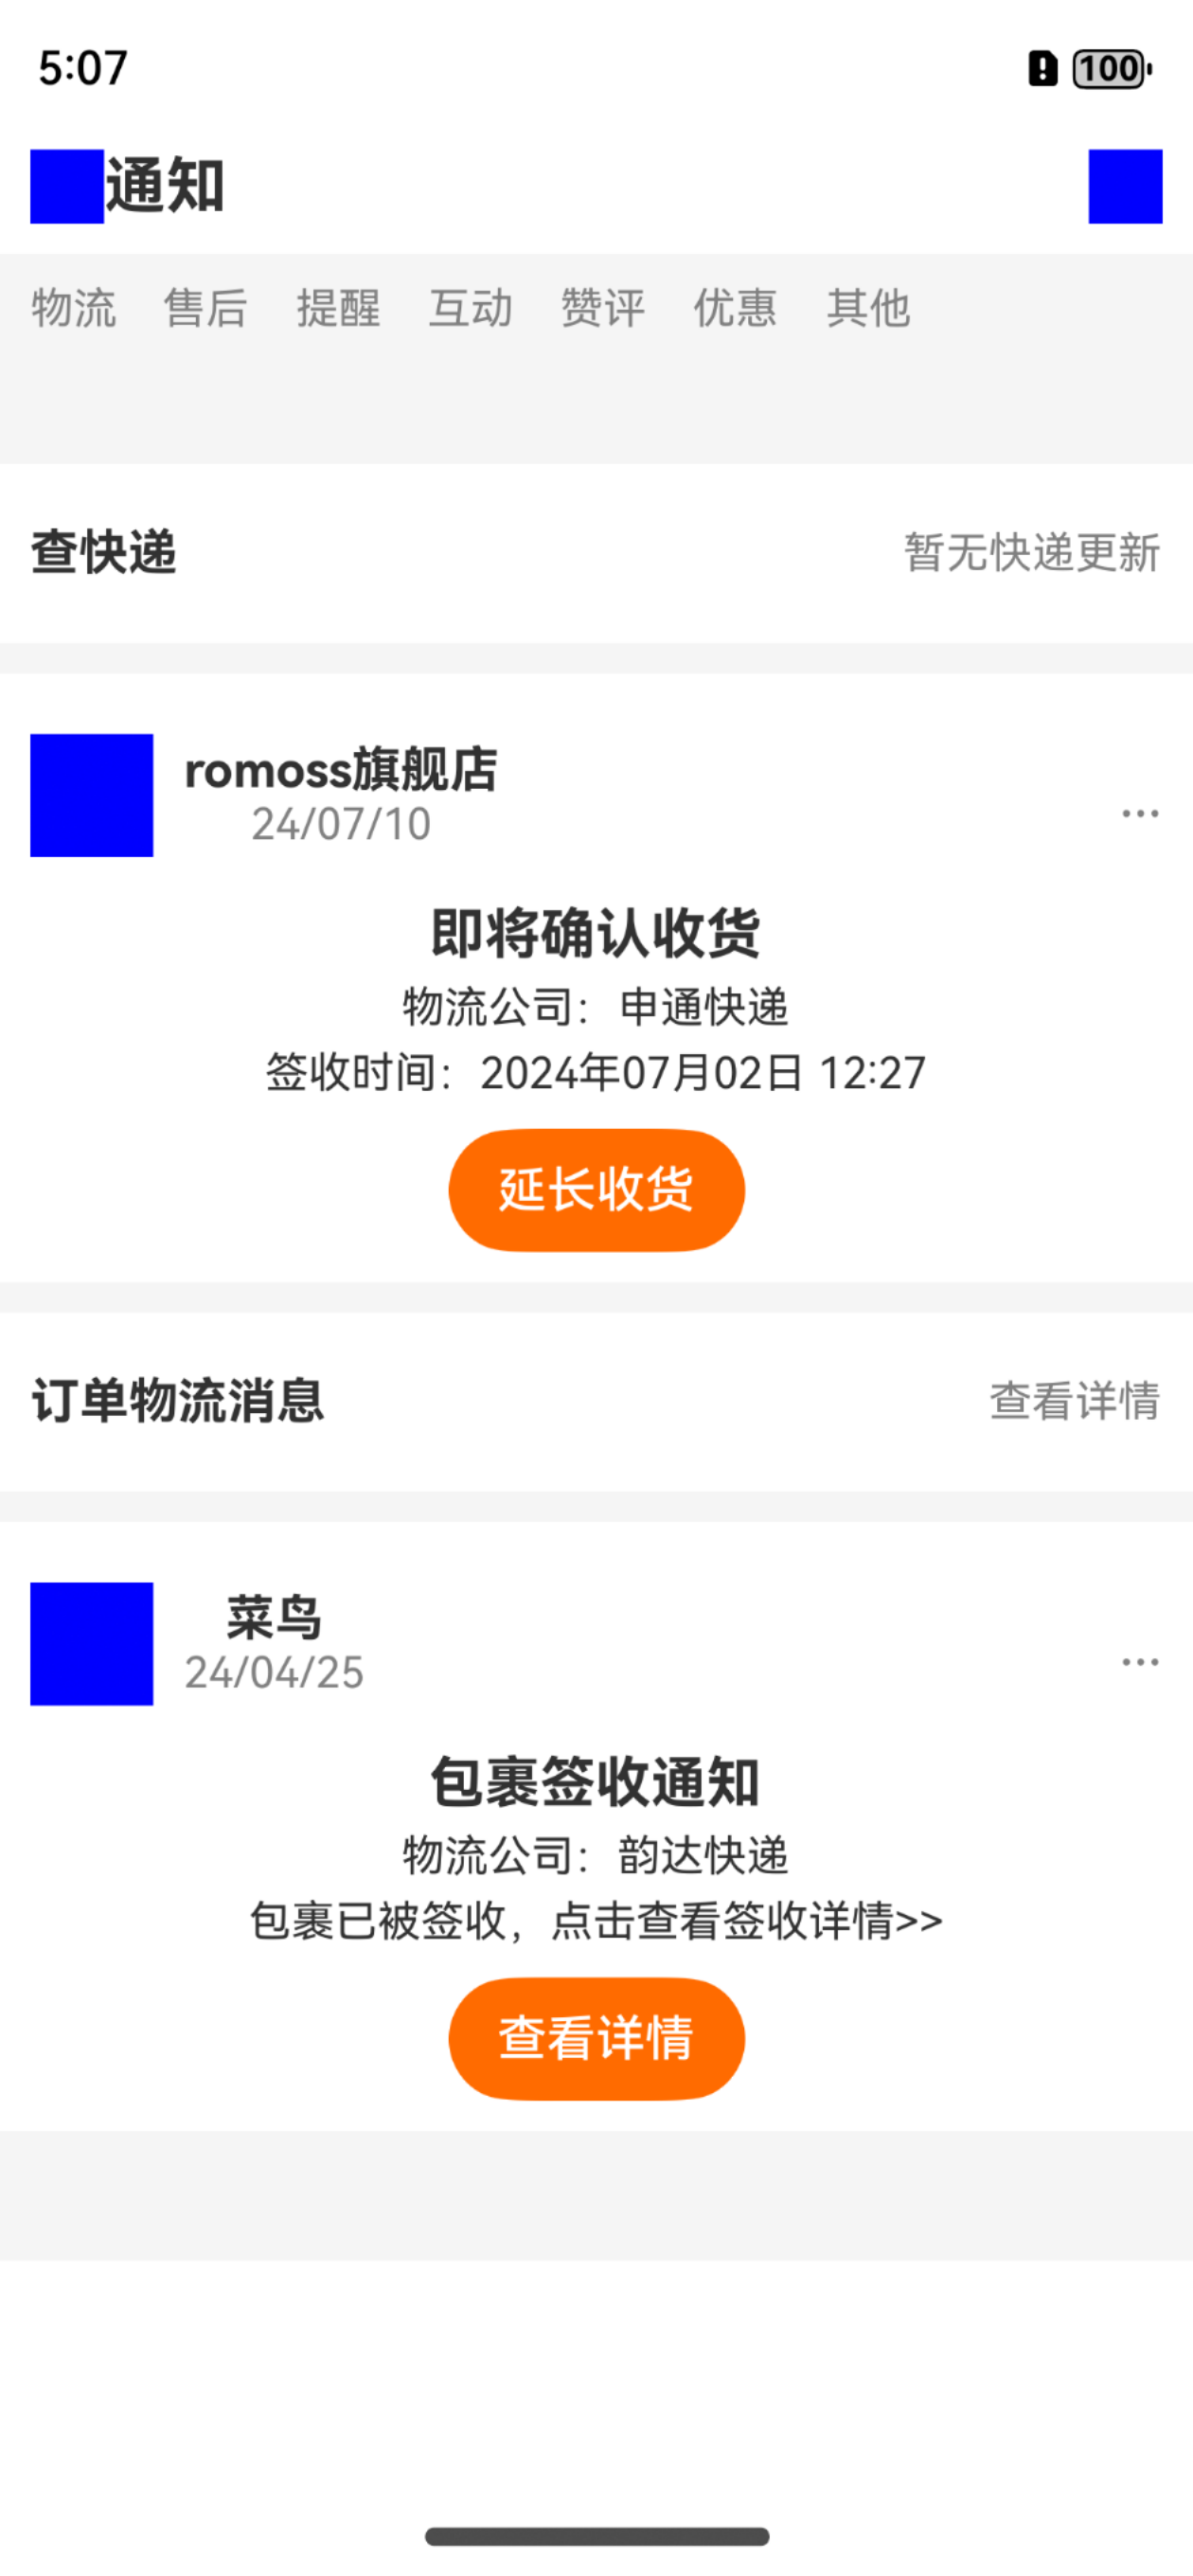 5:07
100
通知
物流 售后 提醒 互动 赞评 优惠 其他
查快递 暂无快递更新
romoss旗舰店
24/07/10
...
即将确认收货
物流公司：申通快递
签收时间：2024年07月02日 12:27
延长收货
订单物流消息 查看详情
菜鸟
24/04/25
...
包裹签收通知
物流公司：韵达快递
包裹已被签收，点击查看签收详情>>
查看详情